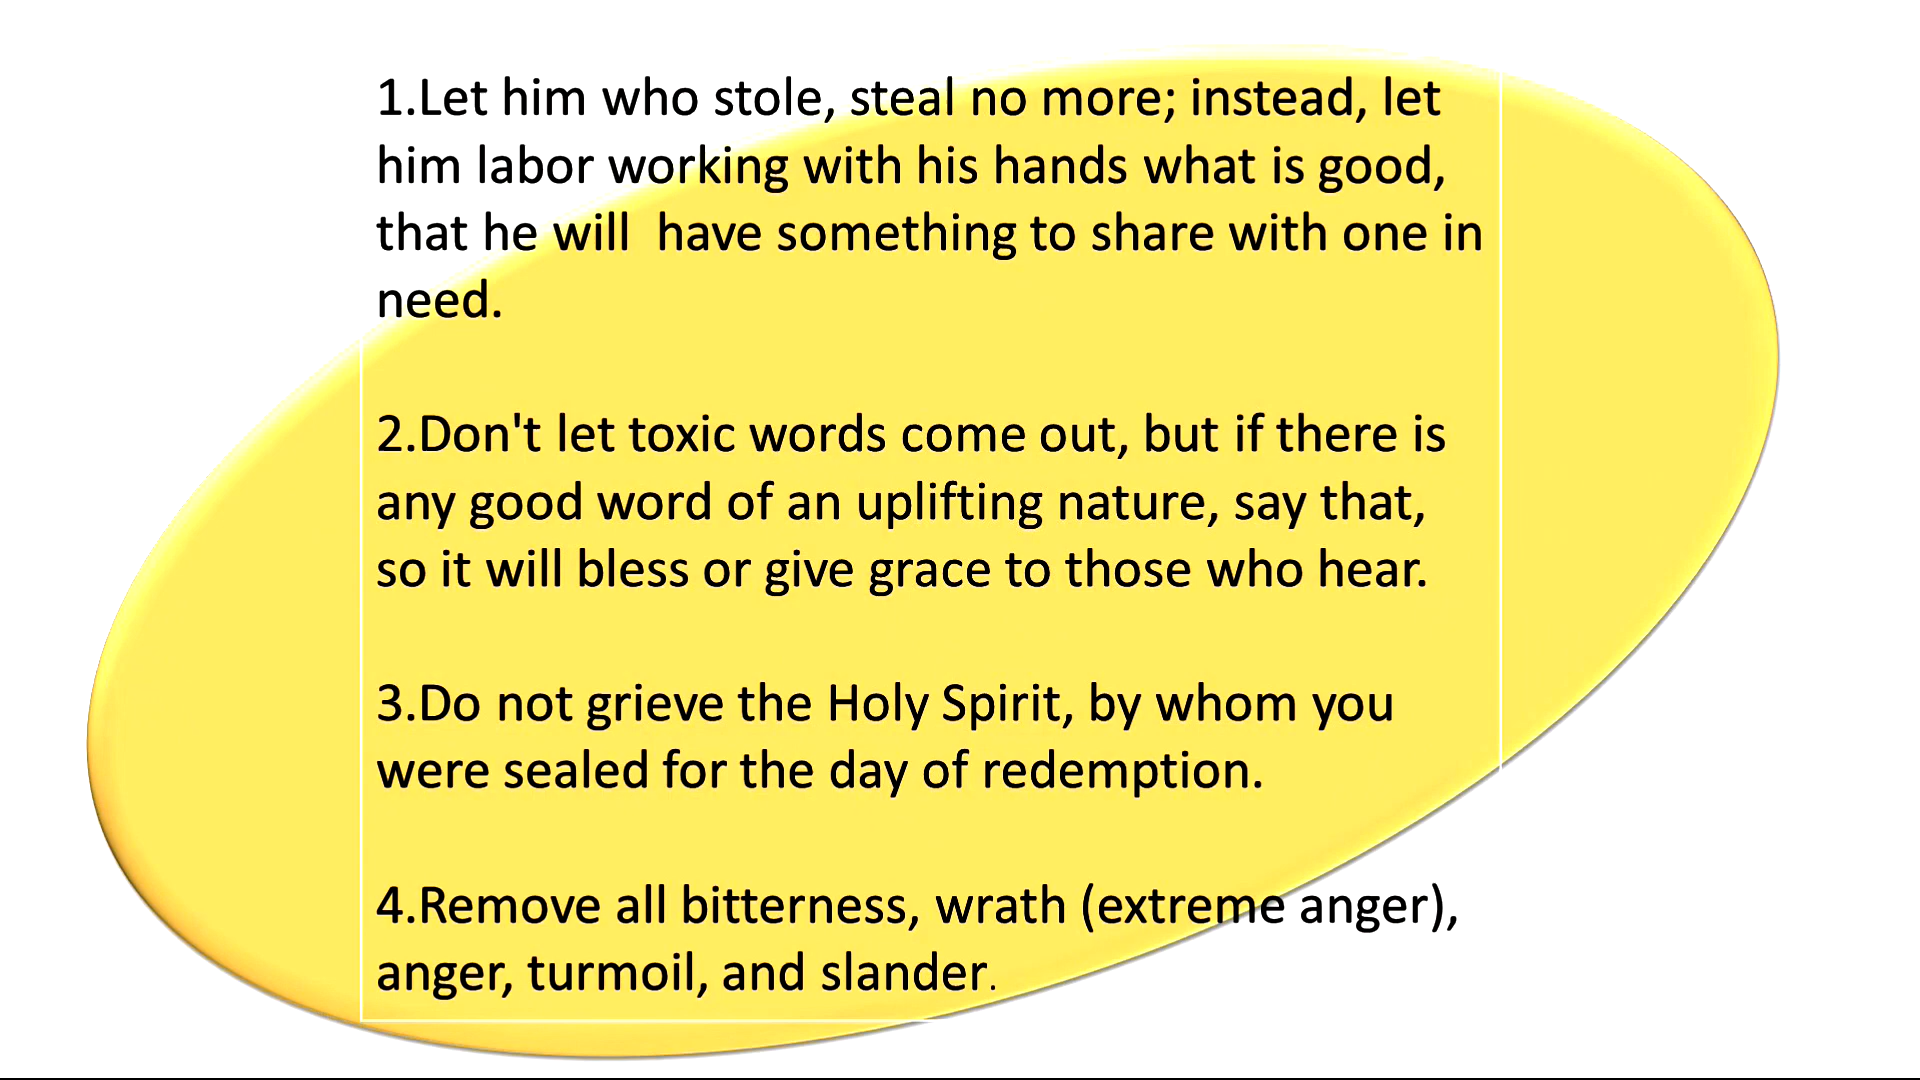 1.Let him who stole, steal no more; instead, let
him labor working with his hands what is good,
that he will  have something to share with one in
need.
2.Don't let toxic words come out, but if there is
any good word of an uplifting nature, say that,
so it will bless or give grace to those who hear.
3.Do not grieve the Holy Spirit, by whom you
were sealed for the day of redemption.
4.Remove all bitterness, wrath (extreme anger),
anger, turmoil, and slander.